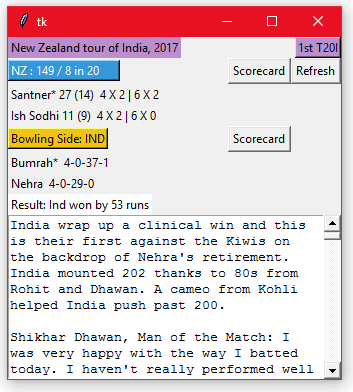 tk
New Zealand tour of India, 2017 1st T20I
NZ : 149 / 8 in 20 Scorecard Refresh
Santner* 27 (14) 4 X 2 | 6 X 2
Ish Sodhi 11 (9) 4 X 2 | 6 X 0
Bowling Side: IND Scorecard
Bumrah* 4-0-37-1
Nehra 4-0-29-0
Result: Ind won by 53 runs
India wrap up a clinical win and this
is their first against the Kiwis on
the backdrop of Nehra's retirement.
India mounted 202 thanks to 80s from
Rohit and Dhawan. A cameo from Kohli
helped India push past 200.
Shikhar Dhawan, Man of the Match: I
was very happy with the way I batted
today. I haven't really performed well